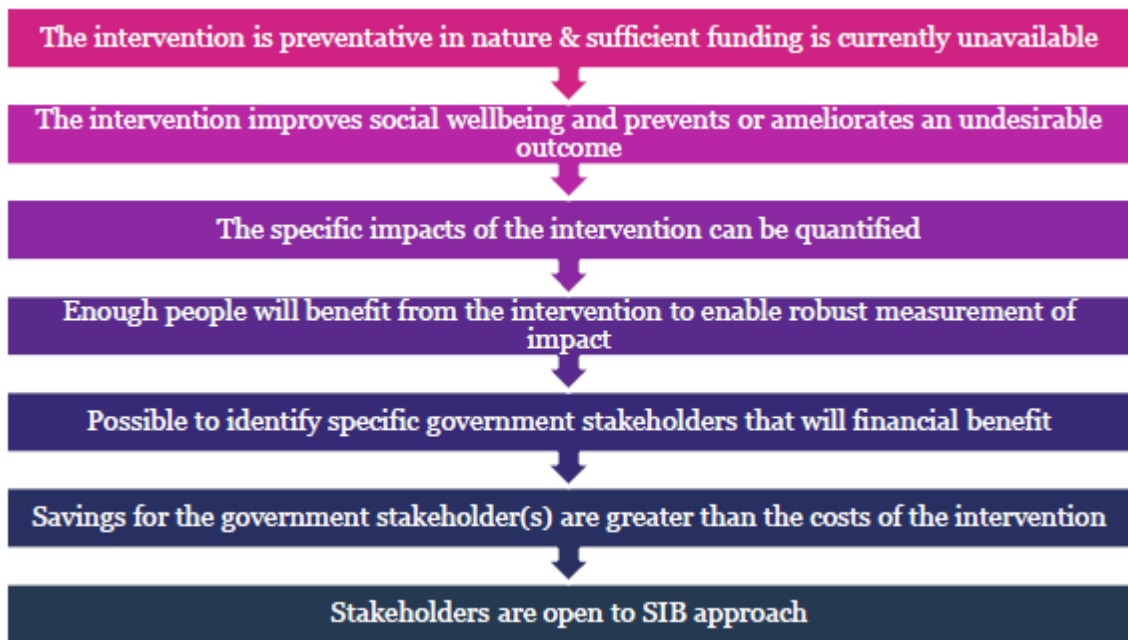 The intervention is preventative in nature & sufficient funding is currently unavailable
The intervention improves social wellbeing and prevents or ameliorates an undesirable
outcome
The specific impacts of the intervention can be quantified
Enough people will benefit from the intervention to enable robust measurement of
impact
Possible to identify specific government stakeholders that will financial benefit
Savings for the government stakeholder(s) are greater than the costs of the intervention
Stakeholders are open to SIB approach